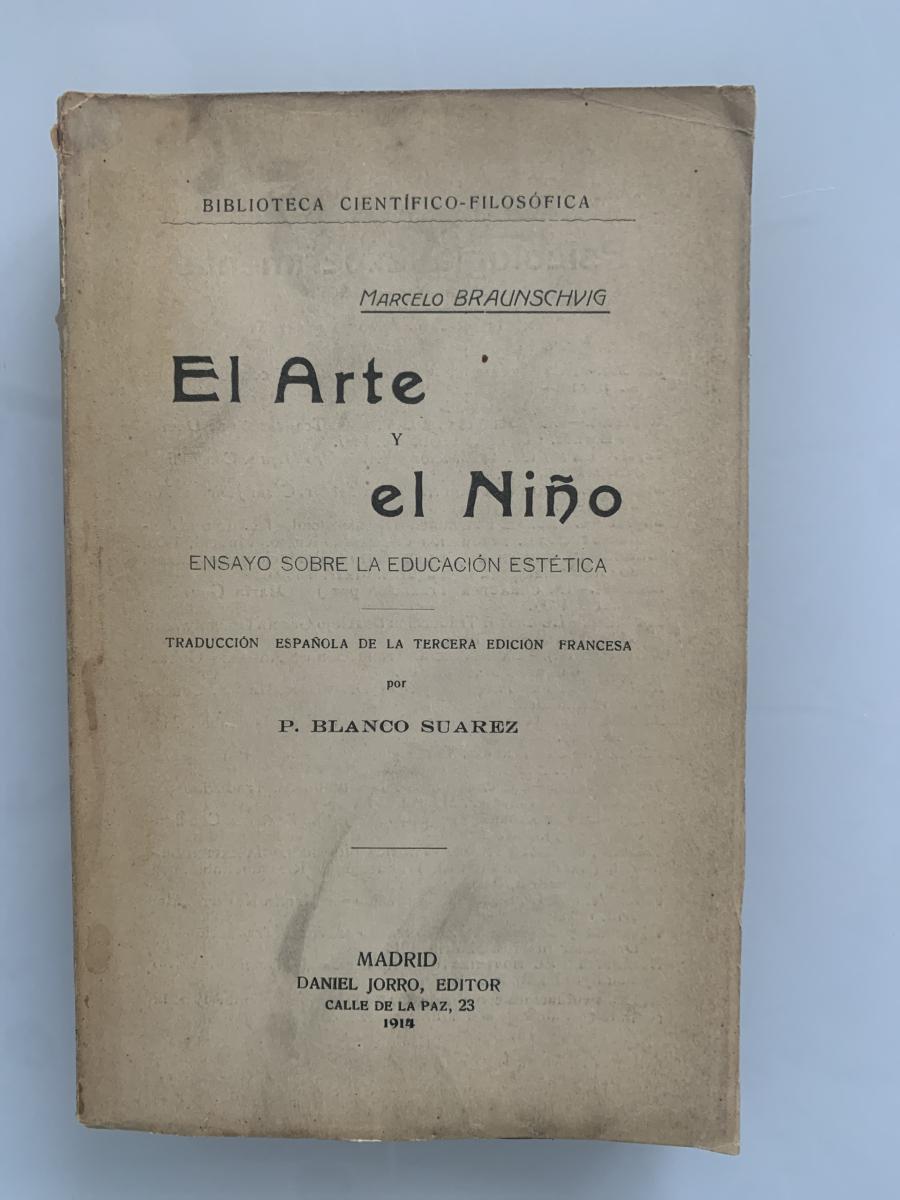 BIBLIOTECA CIENTÍFICO-FILOSÓFICA
MARCELO BRAUNSCHVIG
El Arte
Y
el Niño
ENSAYO SOBRE LA EDUCACIÓN ESTÉTICA
TRADUCCIÓN ESPAÑOLA DE LA TERCERA EDICIÓN FRANCESA
por
P. BLANCO SUAREZ
MADRID
DANIEL JORRO, EDITOR
CALLE DE LA PAZ, 23
1914